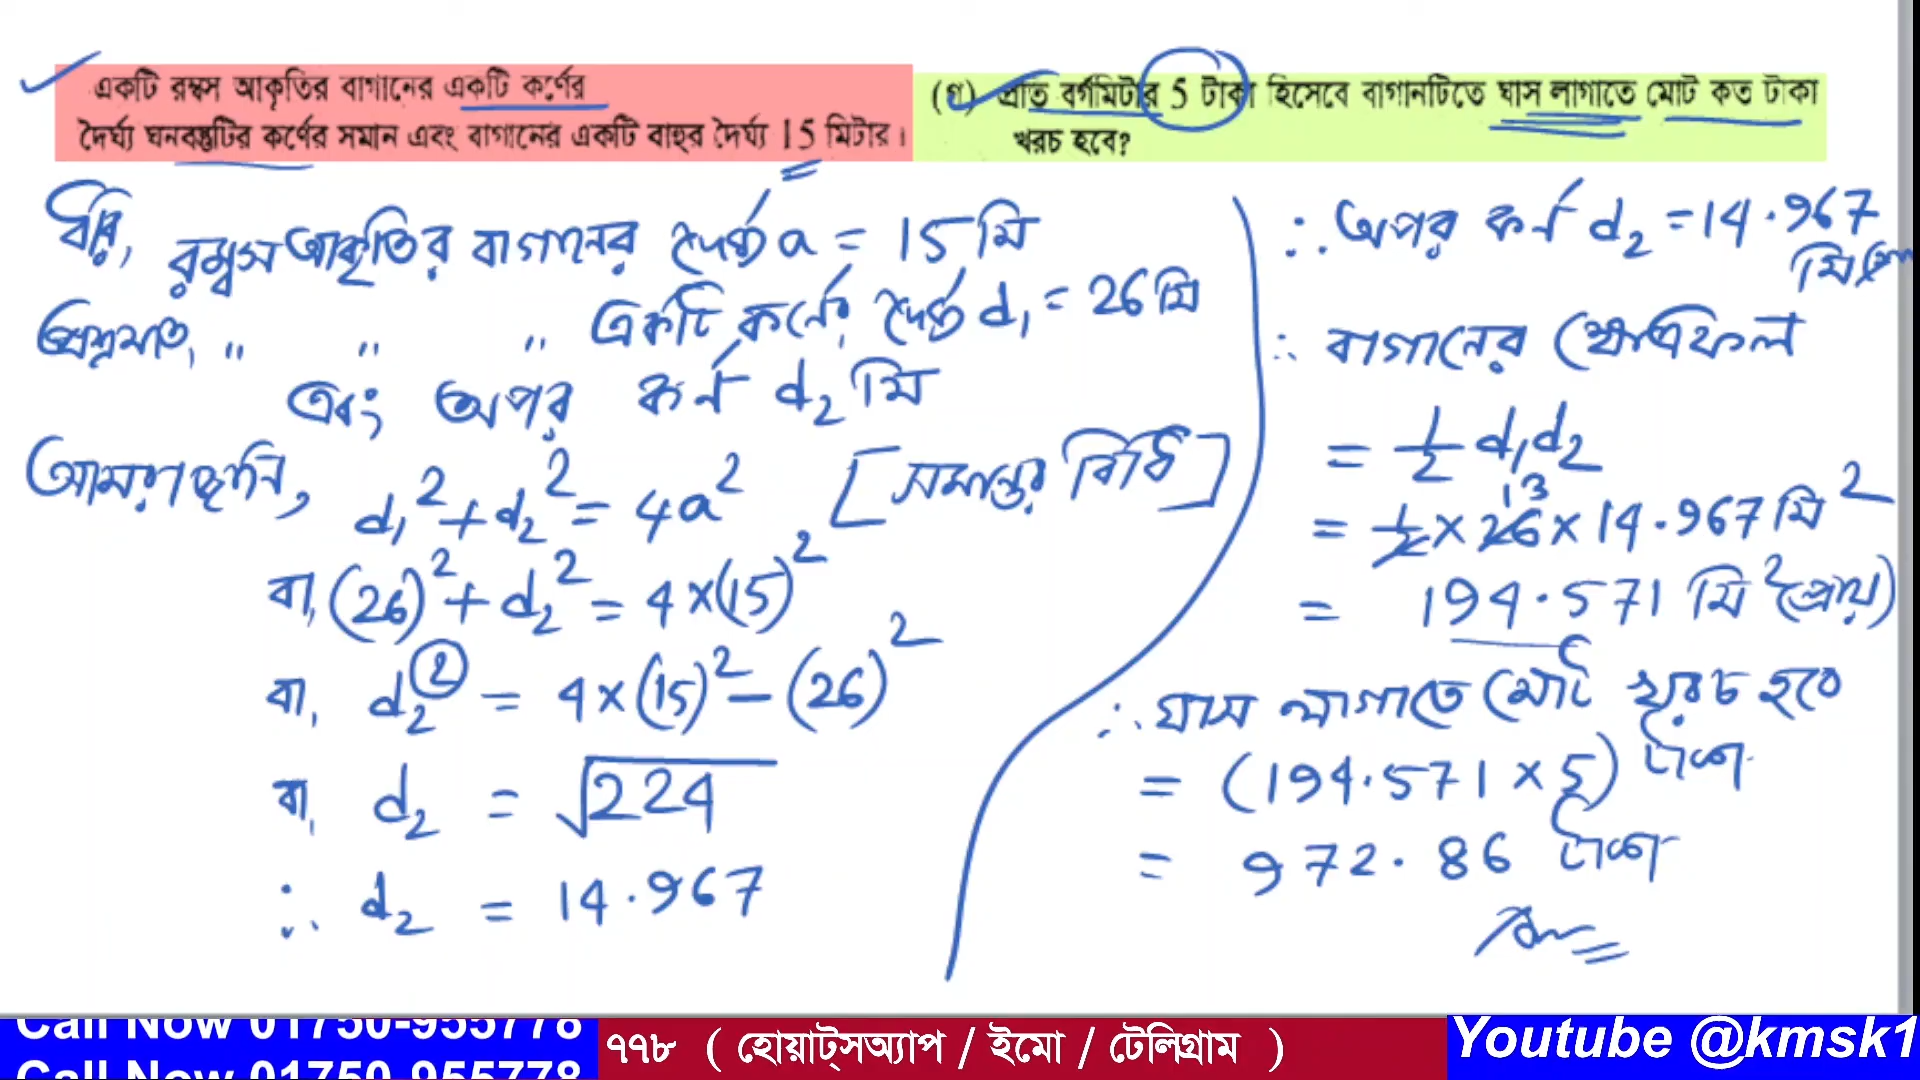 একটি রম্বস আকৃতির বাগানের একটি কর্ণের
দৈর্ঘ্য ঘনবস্তুটির কর্ণের সমান এবং বাগানের একটি বাহুর দৈর্ঘ্য 15 মিটার।
(গ) প্রতি বর্গমিটার 5 টাকা হিসেবে বাগানটিতে ঘাস লাগাতে মোট কত টাকা
খরচ হবে?
ধরি, রম্বস আকৃতির বাগানের দৈর্ঘ্য a = 15 মি
প্রশ্নমতে, " " " একটি কর্ণের দৈর্ঘ্য d₁ = 26 মি
এবং অপর কর্ণ d₂ মি
আমরা জানি, d₁² + d₂² = 4a² [সমান্তর বিধি]
বা, (26)² + d₂² = 4 × (15)²
বা, d₂² = 4 × (15)² − (26)²
বা, d₂ = √224
∴ d₂ = 14.967
∴ অপর কর্ণ d₂ = 14.967
∴ বাগানের ক্ষেত্রফল
= ½ d₁d₂
= ½ × 26 × 14.967 মি²
= 194.571 মি² (প্রায়)
∴ ঘাস লাগাতে মোট খরচ হবে
= (194.571 × 5) টাকা
= 972.86 টাকা
Call Now 01750-955778
Call Now 01750-955778
৭৭৮ ( হোয়াট্সঅ্যাপ / ইমো / টেলিগ্রাম )
Youtube @kmsk1